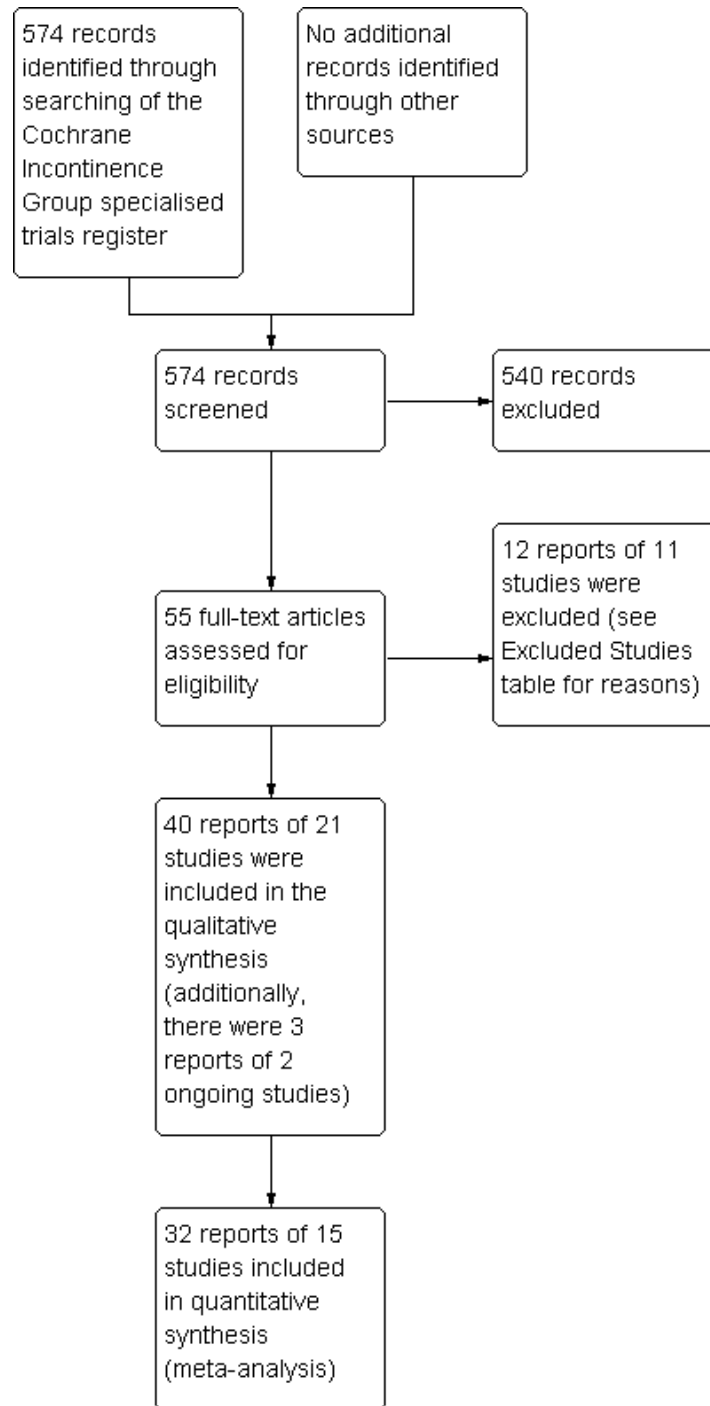 574 records
identified through
searching of the
Cochrane
Incontinence
Group specialised
trials register
No additional
records identified
through other
sources
574 records
screened
540 records
excluded
55 full-text articles
assessed for
eligibility
12 reports of 11
studies were
excluded (see
Excluded Studies
table for reasons)
40 reports of 21
studies were
included in the
qualitative
synthesis
(additionally,
there were 3
reports of 2
ongoing studies)
32 reports of 15
studies included
in quantitative
synthesis
(meta-analysis)